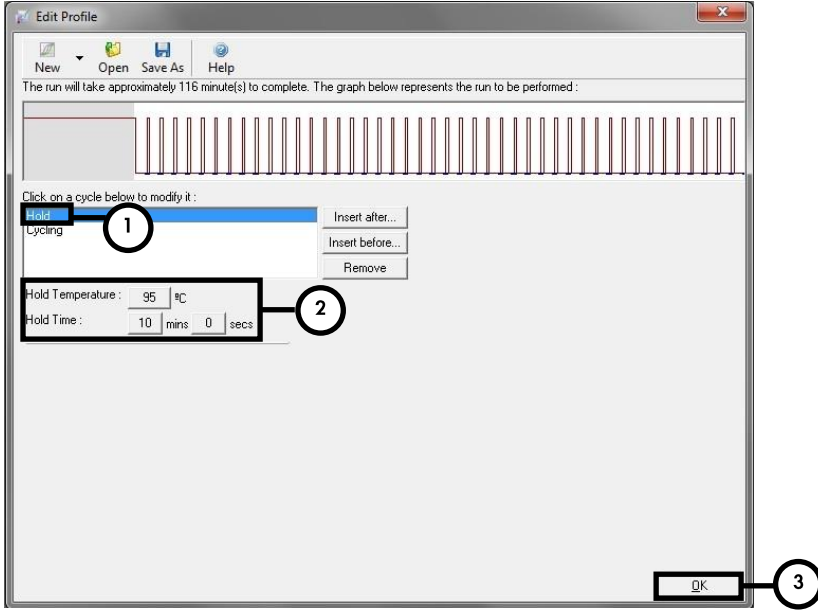 Edit Profile
New Open Save As Help
The run will take approximately 116 minute(s) to complete. The graph below represents the run to be performed :
Click on a cycle below to modify it :
Hold
1
Insert after...
Cycling
Insert before...
Remove
Hold Temperature : 95 ºC
2
Hold Time : 10 mins 0 secs
OK
3